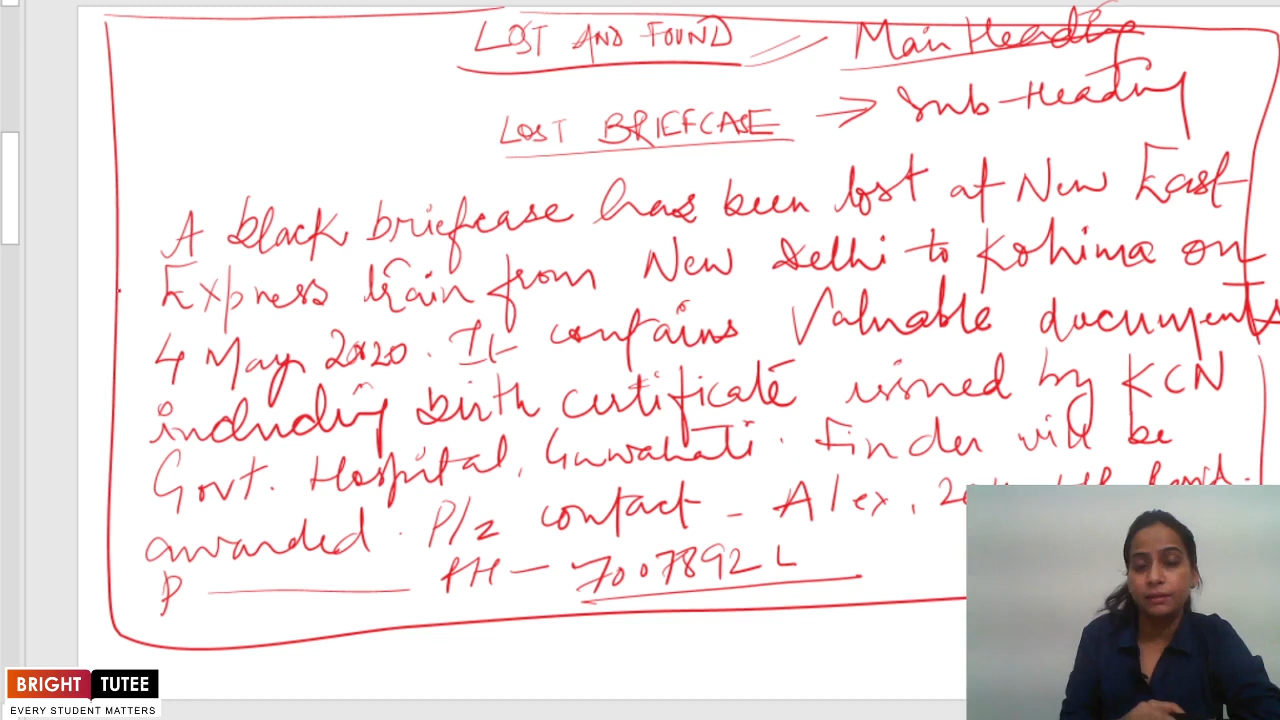 LOST AND FOUND Main Heading
LOST BRIEFCASE → Sub-Heading
A black briefcase has been lost at New East
Express train from New Delhi to Kohima on
4 May 2020. It contains Valuable documents
including birth certificate issued by KCN
Govt. Hospital, Guwahati. Finder will be
awarded. Plz contact - Alex,
P PH - 7007892
BRIGHT TUTEE
EVERY STUDENT MATTERS